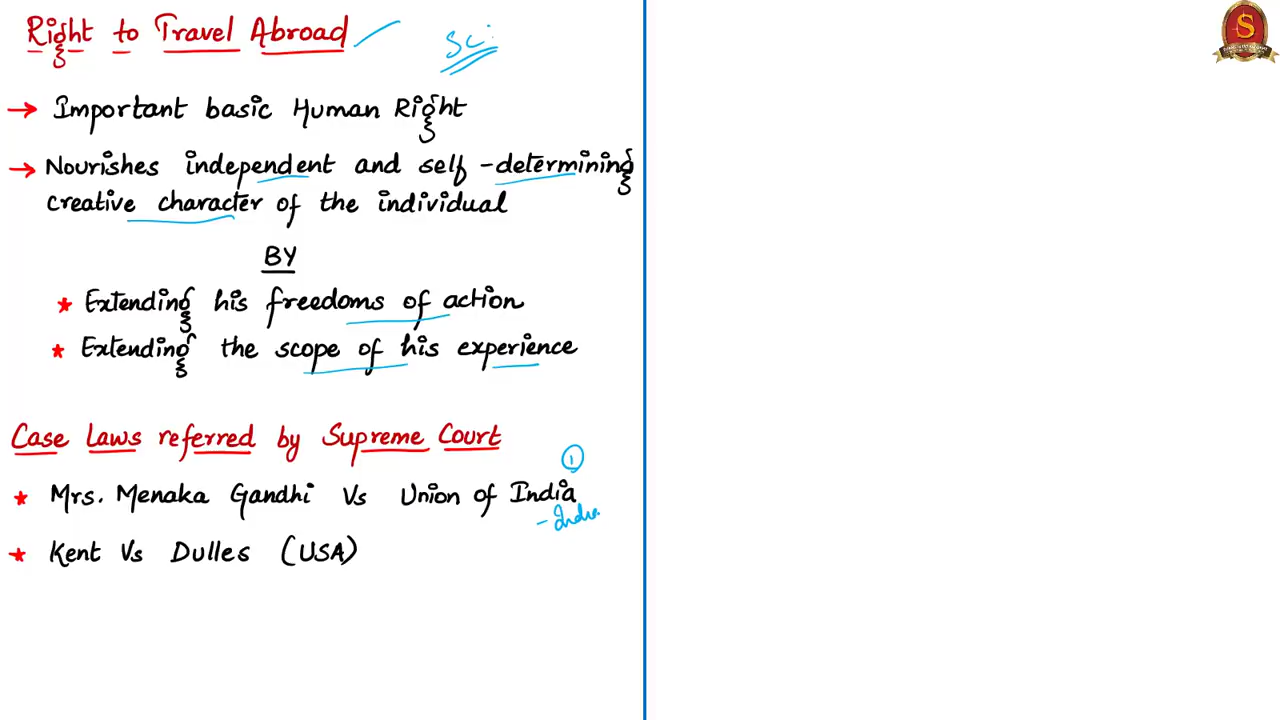 Right to Travel Abroad
SC:
→ Important basic Human Right
→ Nourishes independent and self-determining
creative character of the individual
BY
* Extending his freedoms of action
* Extending the scope of his experience
Case Laws referred by Supreme Court
1
* Mrs. Menaka Gandhi Vs Union of India
- India
* Kent Vs Dulles (USA)
S